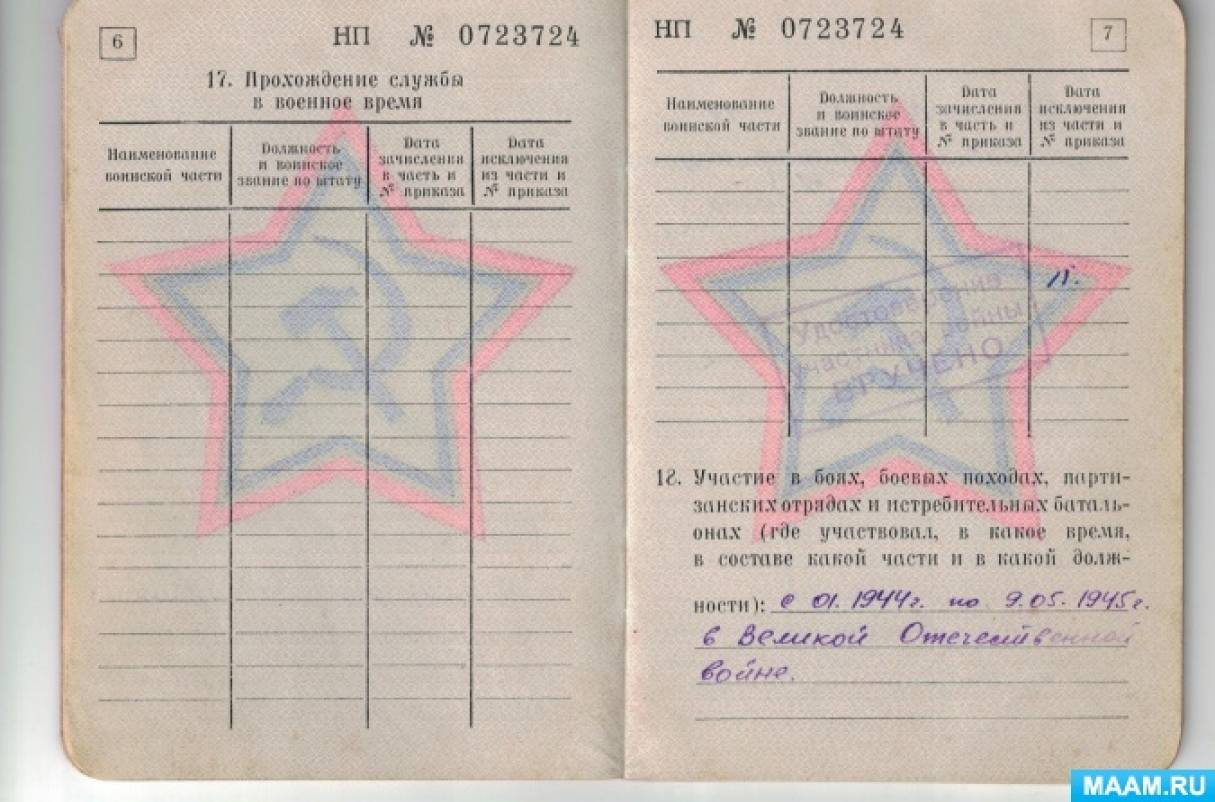 6
НП № 0723724
17. Прохождение службы
в военное время
Наименование
воинской части
Должность
и воинское
звание по штату
Дата
зачисления
в часть и
№ приказа
Дата
исключения
из части и
№ приказа
НП № 0723724
7
Наименование
воинской части
Должность
и воинское
звание по штату
Дата
зачисления
в часть и
№ приказа
Дата
исключения
из части и
№ приказа
Удостоверение
участника войны
ВРУЧЕНО
18. Участие в боях, боевых походах, парти-
занских отрядах и истребительных баталь-
онах (где участвовал, в какое время,
в составе какой части и в какой долж-
ности): с 01. 1944г. по 9.05.1945г.
в Великой Отечественной
войне.
MAAM.RU